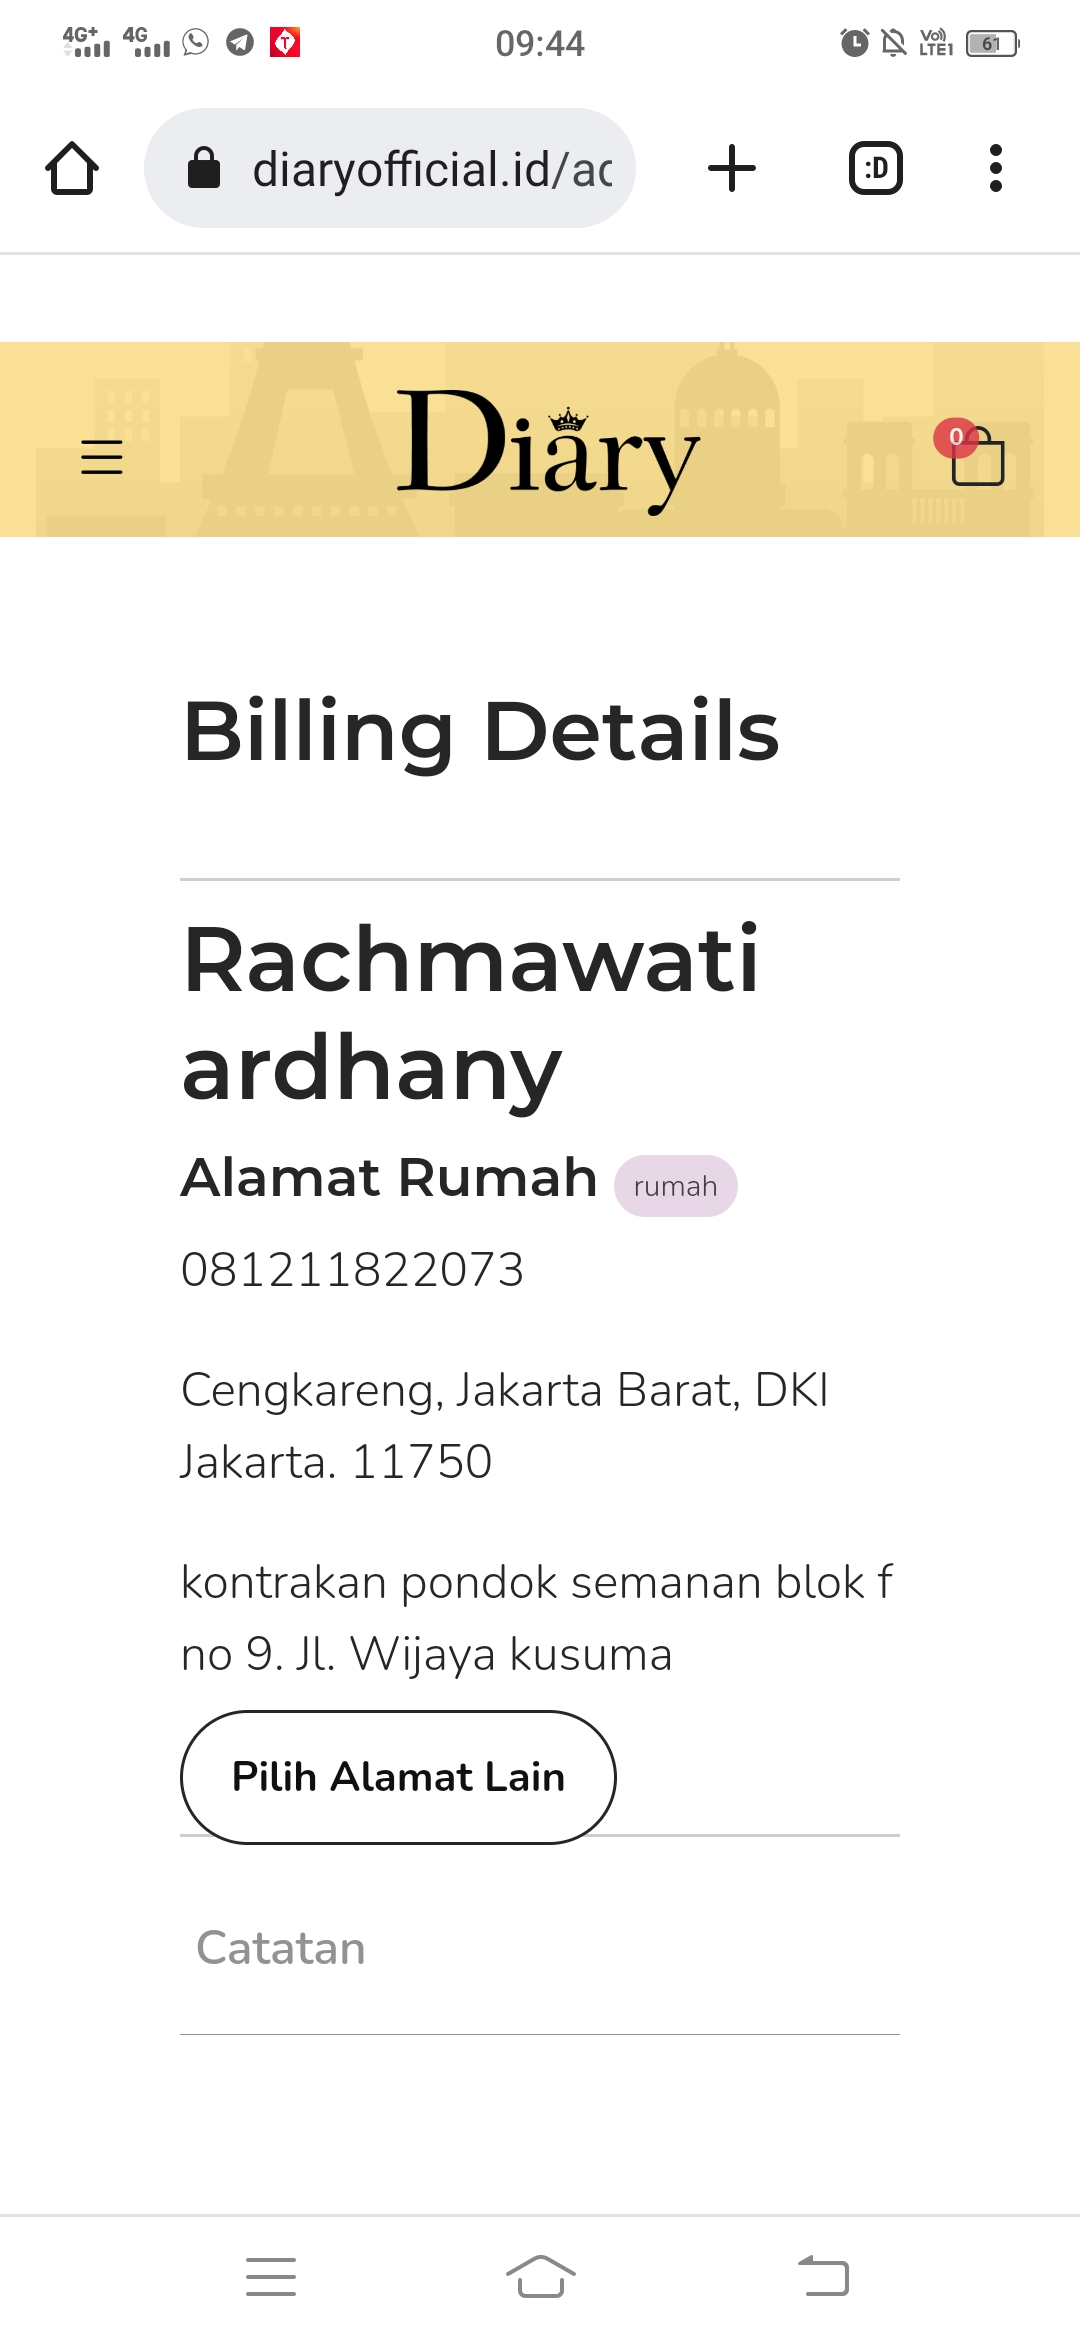 4G+ 4G 09:44 Vo) LTE1 61
diaryofficial.id/ac
:D
Diary
0
Billing Details
Rachmawati
ardhany
Alamat Rumah rumah
081211822073
Cengkareng, Jakarta Barat, DKI
Jakarta. 11750
kontrakan pondok semanan blok f
no 9. Jl. Wijaya kusuma
Pilih Alamat Lain
Catatan